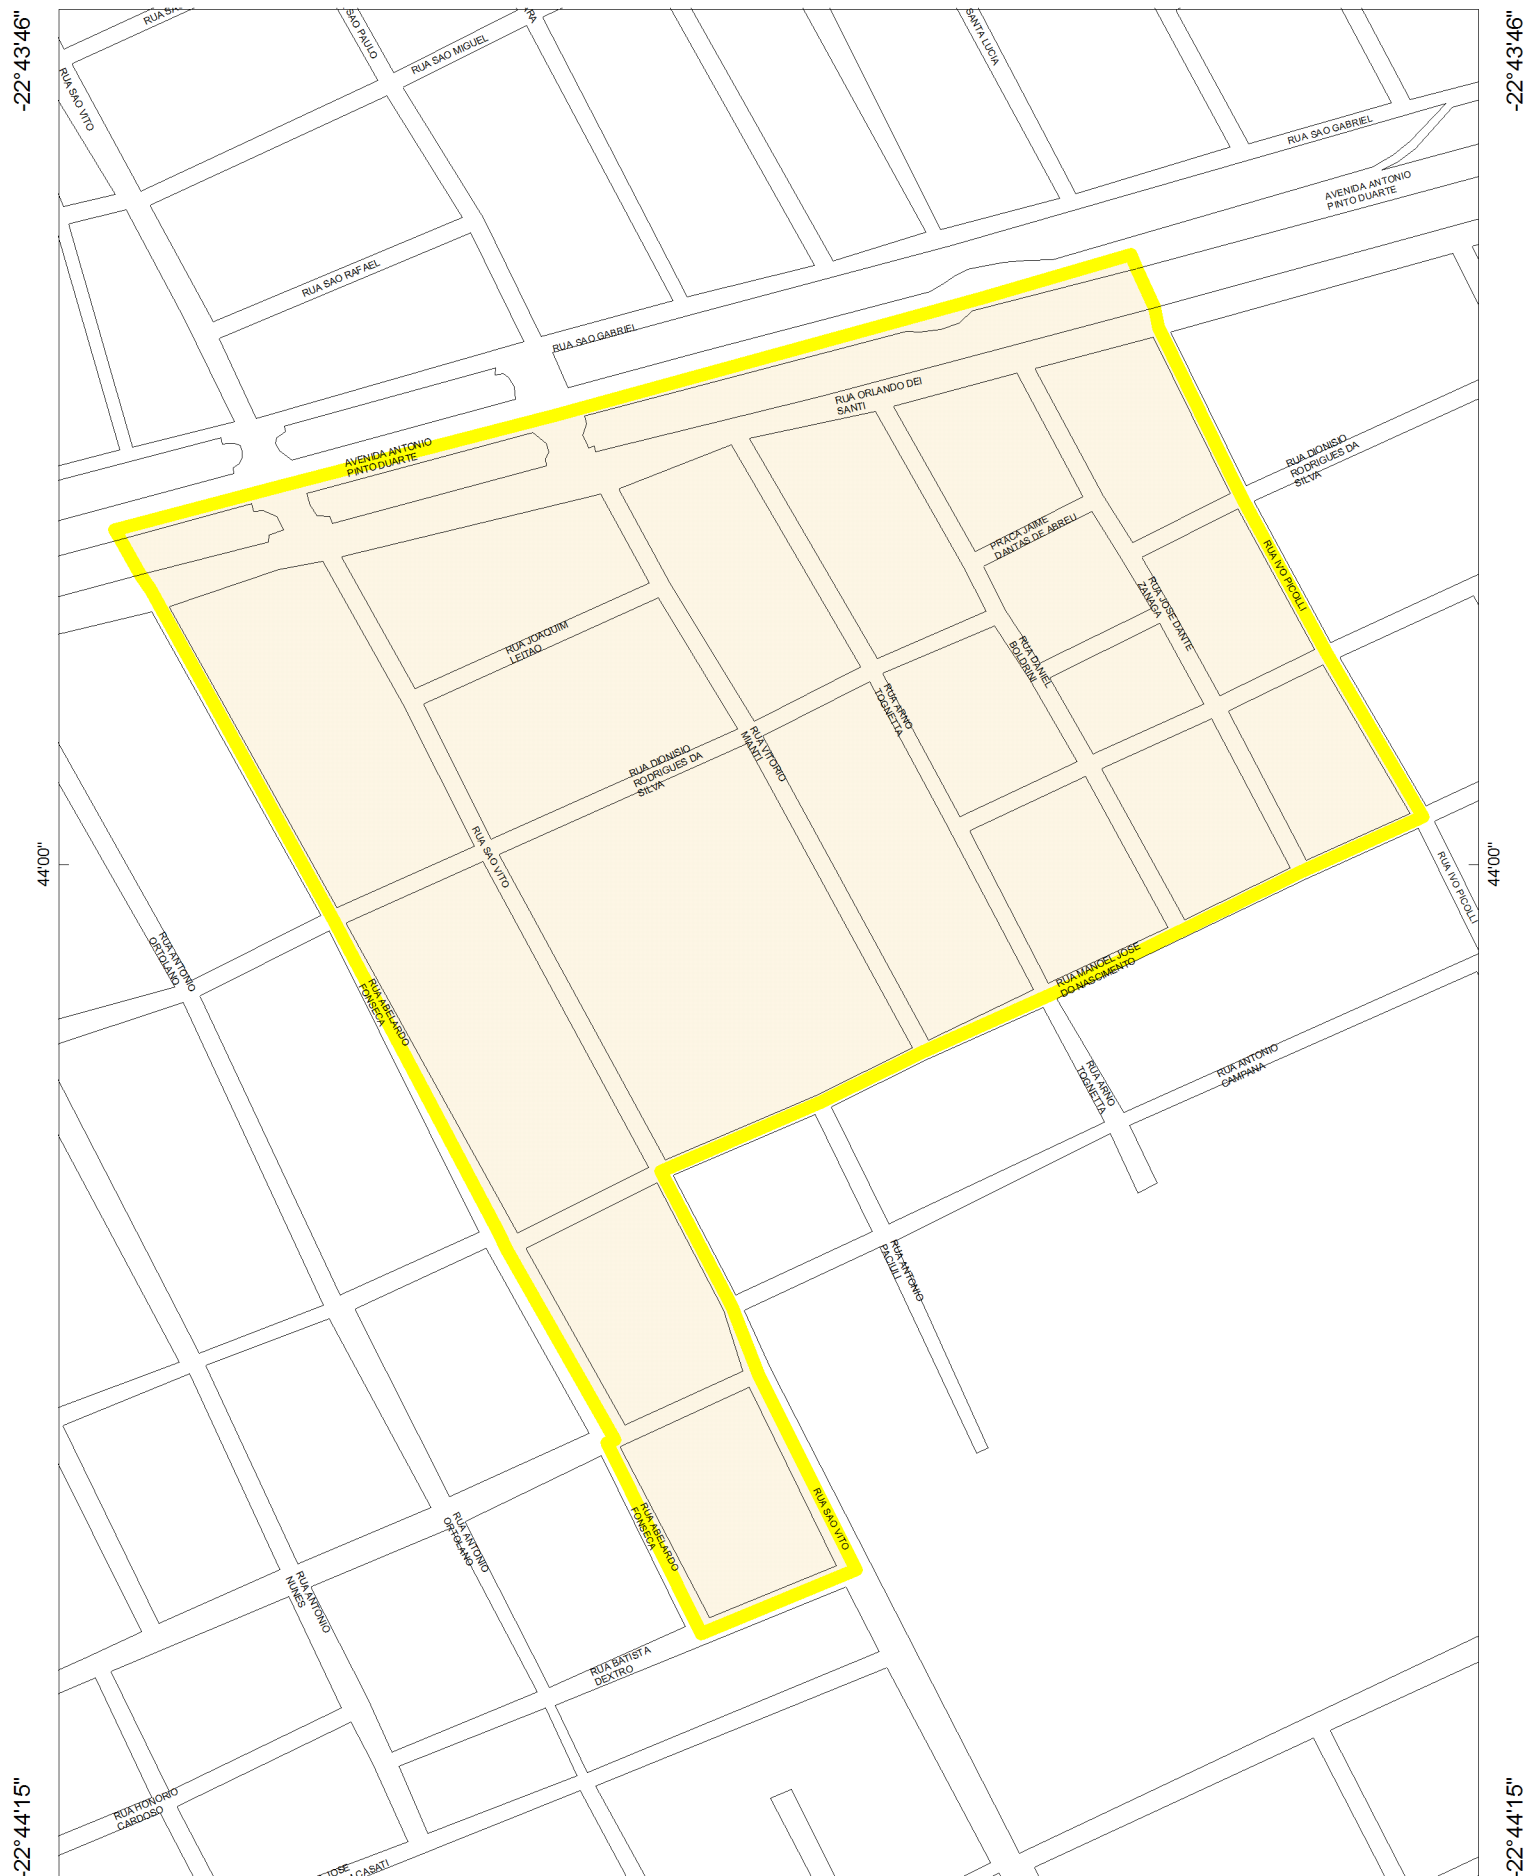 -22°43'46"
-22°43'46"
SAO PAULO
RUA SAO MIGUEL
SANTA LUCIA
RUA SAO VITO
RUA SAO GABRIEL
AVENIDA ANTONIO
PINTO DUARTE
RUA SAO RAFAEL
RUA SAO GABRIEL
RUA ORLANDO DEI
SANTI
AVENIDA ANTONIO
PINTO DUARTE
RUA DIONISIO
RODRIGUES DA
SILVA
PRACA JAIME
DANTAS DE ABREU
RUA IVO PICOLLI
RUA JOSE DANTE
ZANAGA
RUA JOAQUIM
LEITAO
RUA DANIEL
BOLDRINI
RUA ARNO
TOGNETTA
RUA VITORIO
MIANTI
RUA DIONISIO
RODRIGUES DA
SILVA
RUA SAO VITO
44'00"
44'00"
RUA IVO PICOLLI
RUA ANTONIO
ORTOLANO
RUA MANOEL JOSE
DO NASCIMENTO
RUA ABELARDO
FONSECA
RUA ARNO
TOGNETTA
RUA ANTONIO
CAMPANA
RUA ANTONIO
PACIULI
RUA SAO VITO
RUA ABELARDO
FONSECA
RUA ANTONIO
ORTOLANO
RUA ANTONIO
NUNES
RUA BATISTA
DEXTRO
RUA HONORIO
CARDOSO
-22°44'15"
-22°44'15"
JOSE
ACASATI